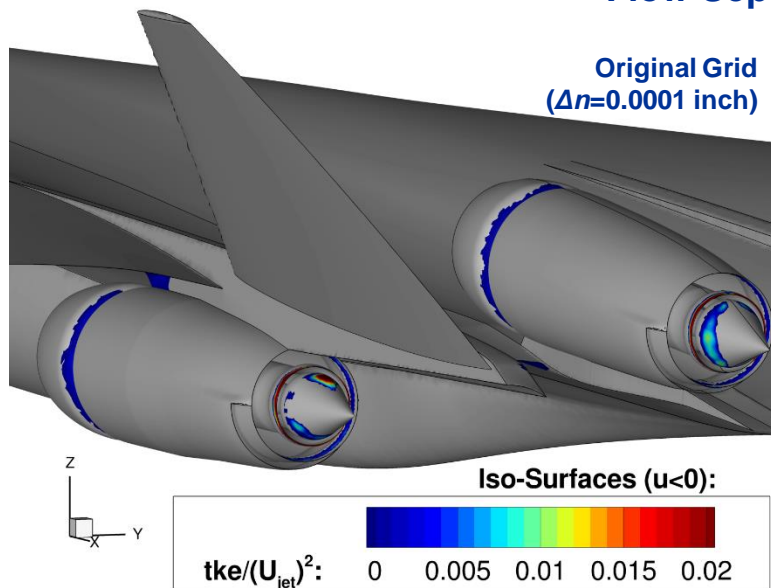 Original Grid
(Δn=0.0001 inch)
Z
Y
X
Iso-Surfaces (u<0):
tke/(U_jet)²: 0 0.005 0.01 0.015 0.02